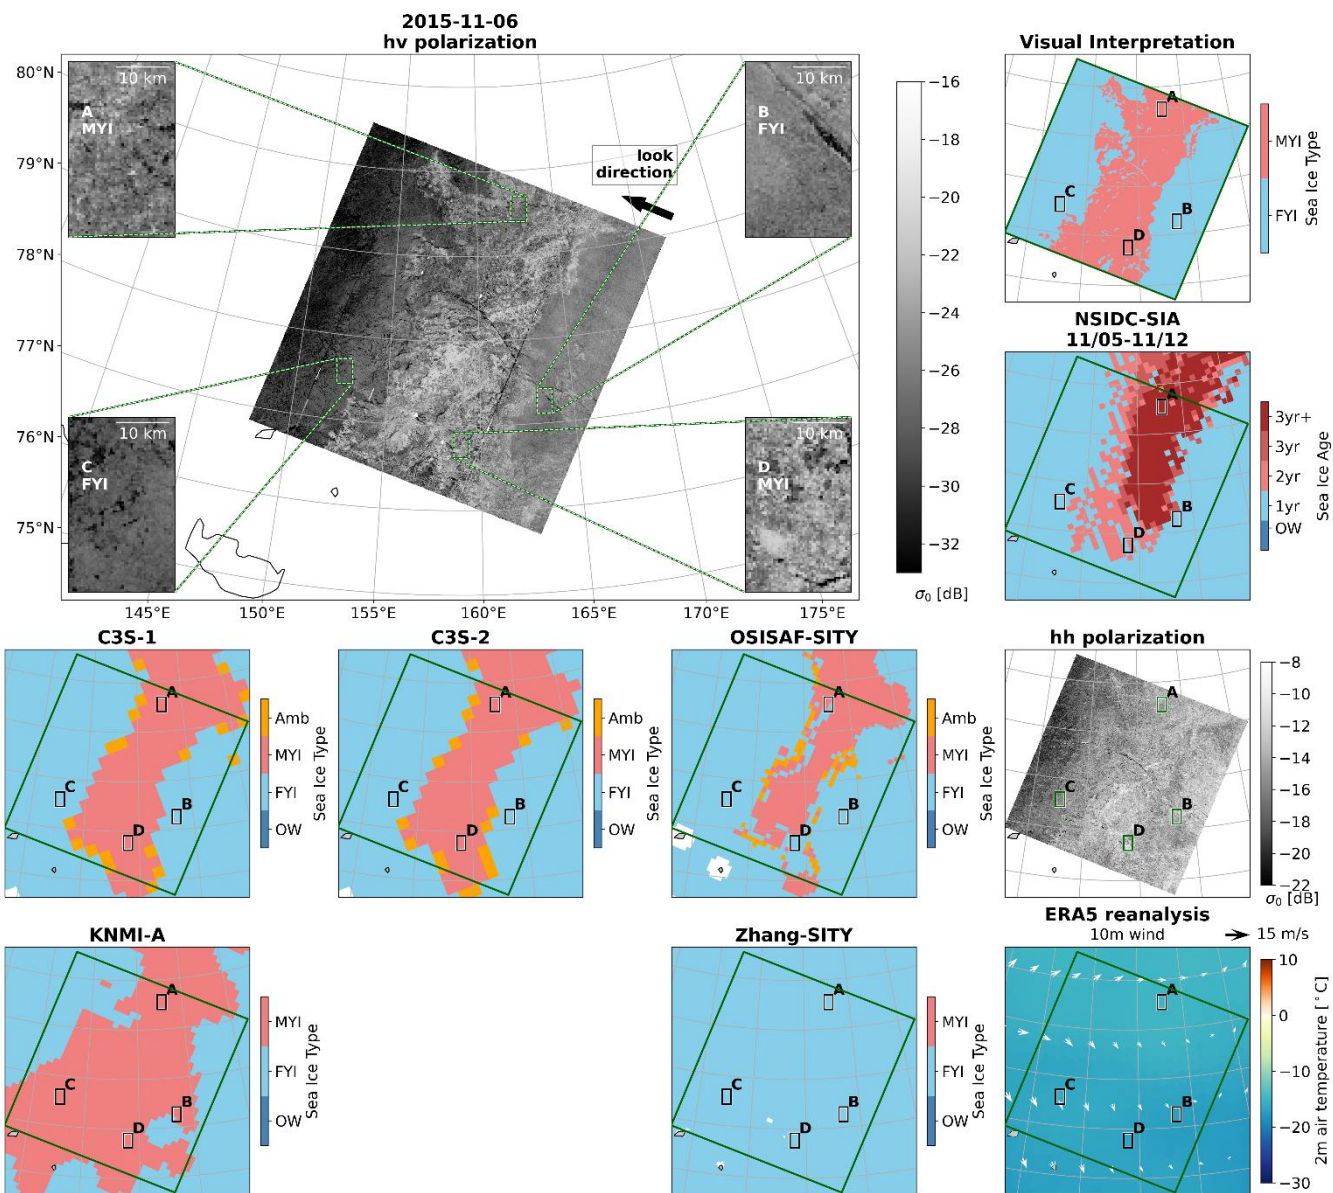 2015-11-06
hv polarization
80°N
79°N
78°N
77°N
76°N
75°N
145°E
150°E
155°E
160°E
165°E
170°E
175°E
10 km
A
MYI
10 km
B
FYI
look
direction
10 km
C
FYI
10 km
D
MYI
−16
−18
−20
−22
−24
−26
−28
−30
−32
σ₀ [dB]
Visual Interpretation
A
B
C
D
MYI
FYI
Sea Ice Type
NSIDC-SIA
11/05-11/12
A
B
C
D
3yr+
3yr
2yr
1yr
OW
Sea Ice Age
C3S-1
A
B
C
D
Amb
MYI
FYI
OW
Sea Ice Type
C3S-2
A
B
C
D
Amb
MYI
FYI
OW
Sea Ice Type
OSISAF-SITY
A
B
C
D
Amb
MYI
FYI
OW
Sea Ice Type
hh polarization
A
B
C
D
−8
−10
−12
−14
−16
−18
−20
−22
σ₀ [dB]
KNMI-A
A
B
C
D
MYI
FYI
OW
Sea Ice Type
Zhang-SITY
A
B
C
D
MYI
FYI
OW
Sea Ice Type
ERA5 reanalysis
10m wind
15 m/s
A
B
C
D
10
0
−10
−20
−30
2m air temperature [°C]